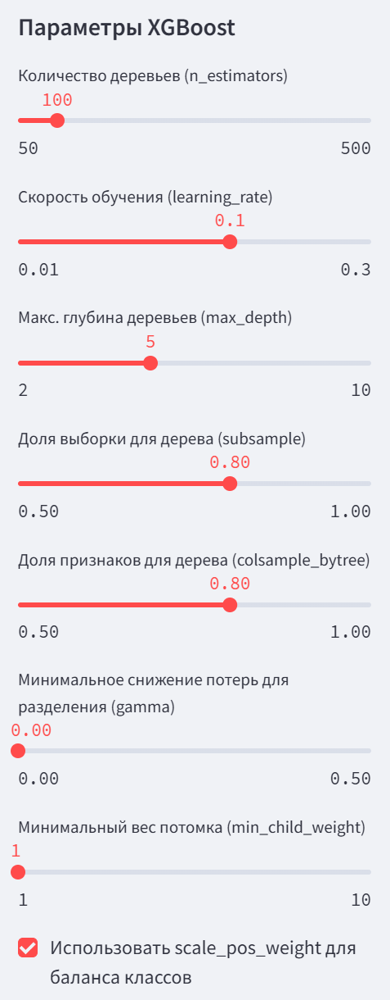 Параметры XGBoost
Количество деревьев (n_estimators)
100
50 500
Скорость обучения (learning_rate)
0.1
0.01 0.3
Макс. глубина деревьев (max_depth)
5
2 10
Доля выборки для дерева (subsample)
0.80
0.50 1.00
Доля признаков для дерева (colsample_bytree)
0.80
0.50 1.00
Минимальное снижение потерь для
разделения (gamma)
0.00
0.00 0.50
Минимальный вес потомка (min_child_weight)
1
1 10
Использовать scale_pos_weight для
баланса классов